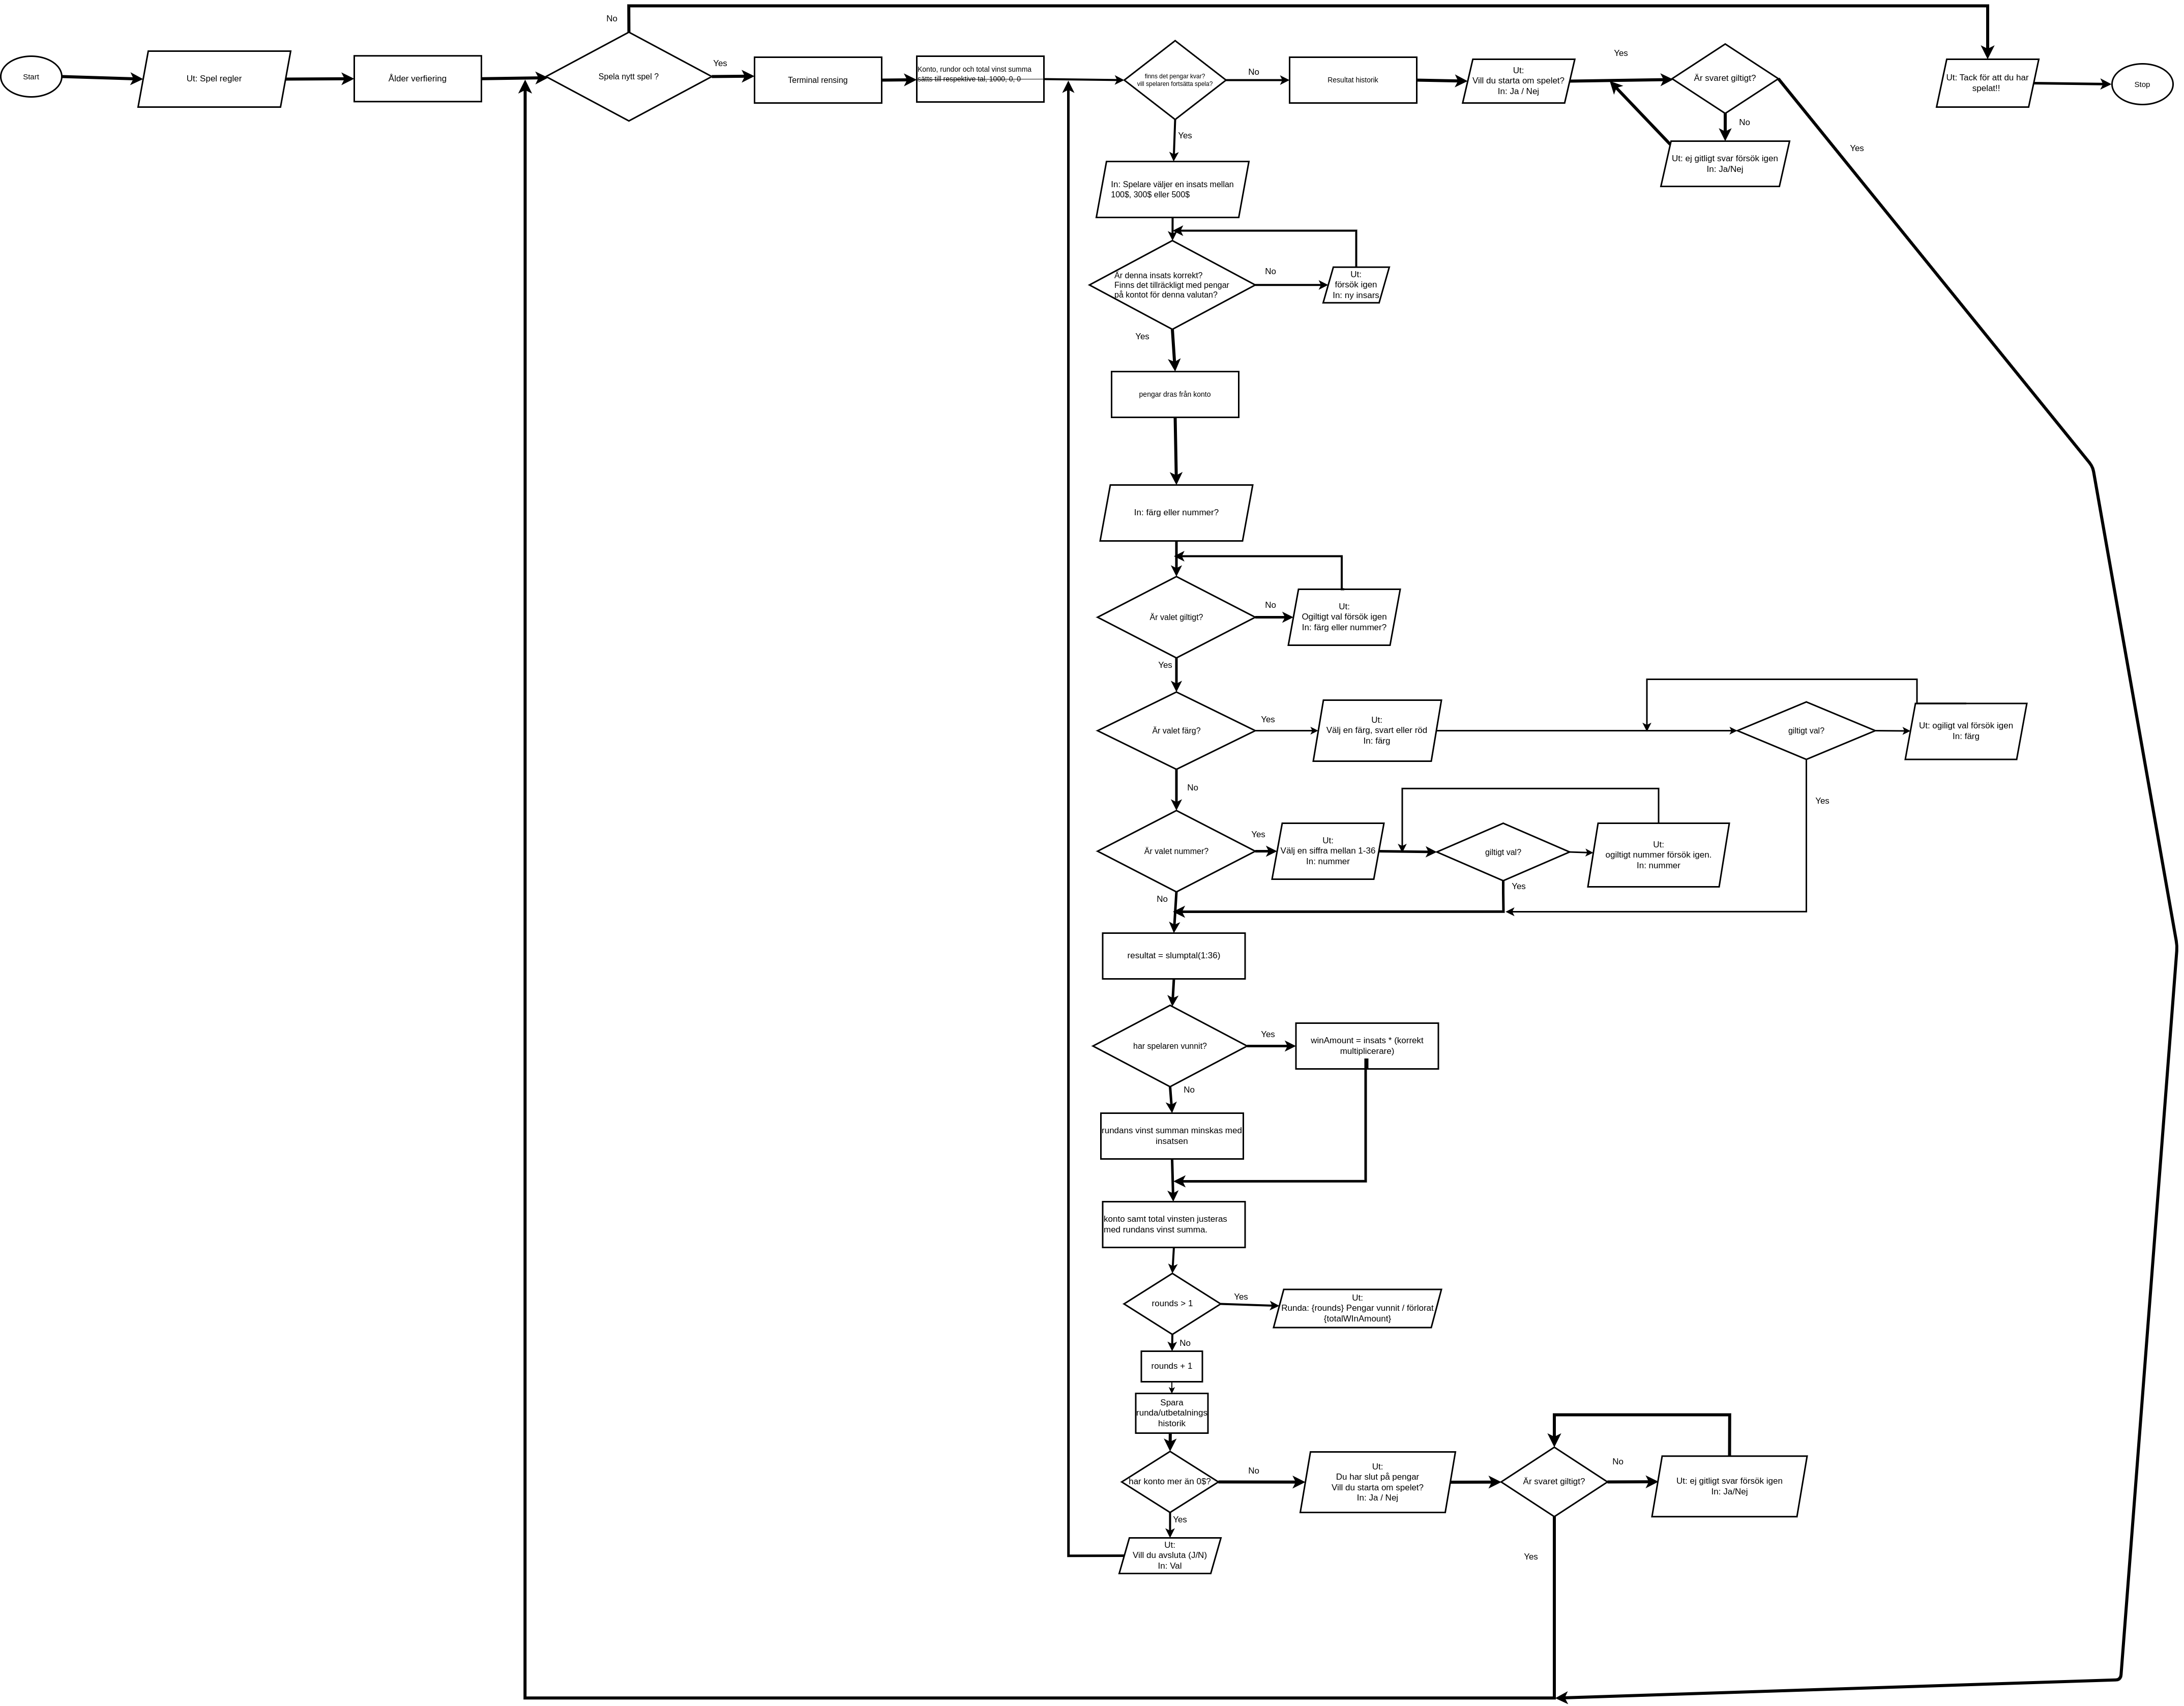 No
Start
Ut: Spel regler
Ålder verfiering
Spela nytt spel ?
Yes
Terminal rensing
Konto, rundor och total vinst summa
sätts till respektive tal, 1000, 0, 0
finns det pengar kvar?
vill spelaren fortsätta spela?
No
Resultat historik
Ut:
Vill du starta om spelet?
In: Ja / Nej
Yes
Är svaret giltigt?
Ut: Tack för att du har
spelat!!
Stop
Yes
No
Yes
Ut: ej gitligt svar försök igen
In: Ja/Nej
In: Spelare väljer en insats mellan
100$, 300$ eller 500$
Är denna insats korrekt?
Finns det tillräckligt med pengar
på kontot för denna valutan?
No
Ut:
försök igen
In: ny insars
Yes
pengar dras från konto
In: färg eller nummer?
Är valet giltigt?
No
Ut:
Ogiltigt val försök igen
In: färg eller nummer?
Yes
Är valet färg?
Yes
Ut:
Välj en färg, svart eller röd
In: färg
giltigt val?
Ut: ogiligt val försök igen
In: färg
No
Yes
Är valet nummer?
Yes
Ut:
Välj en siffra mellan 1-36
In: nummer
giltigt val?
Ut:
ogiltigt nummer försök igen.
In: nummer
Yes
No
resultat = slumptal(1:36)
har spelaren vunnit?
Yes
winAmount = insats * (korrekt
multiplicerare)
No
rundans vinst summan minskas med
insatsen
konto samt total vinsten justeras
med rundans vinst summa.
rounds > 1
Yes
Ut:
Runda: {rounds} Pengar vunnit / förlorat
{totalWInAmount}
No
rounds + 1
Spara
runda/utbetalnings
historik
har konto mer än 0$?
No
Ut:
Du har slut på pengar
Vill du starta om spelet?
In: Ja / Nej
Är svaret giltigt?
No
Ut: ej gitligt svar försök igen
In: Ja/Nej
Yes
Ut:
Vill du avsluta (J/N)
In: Val
Yes